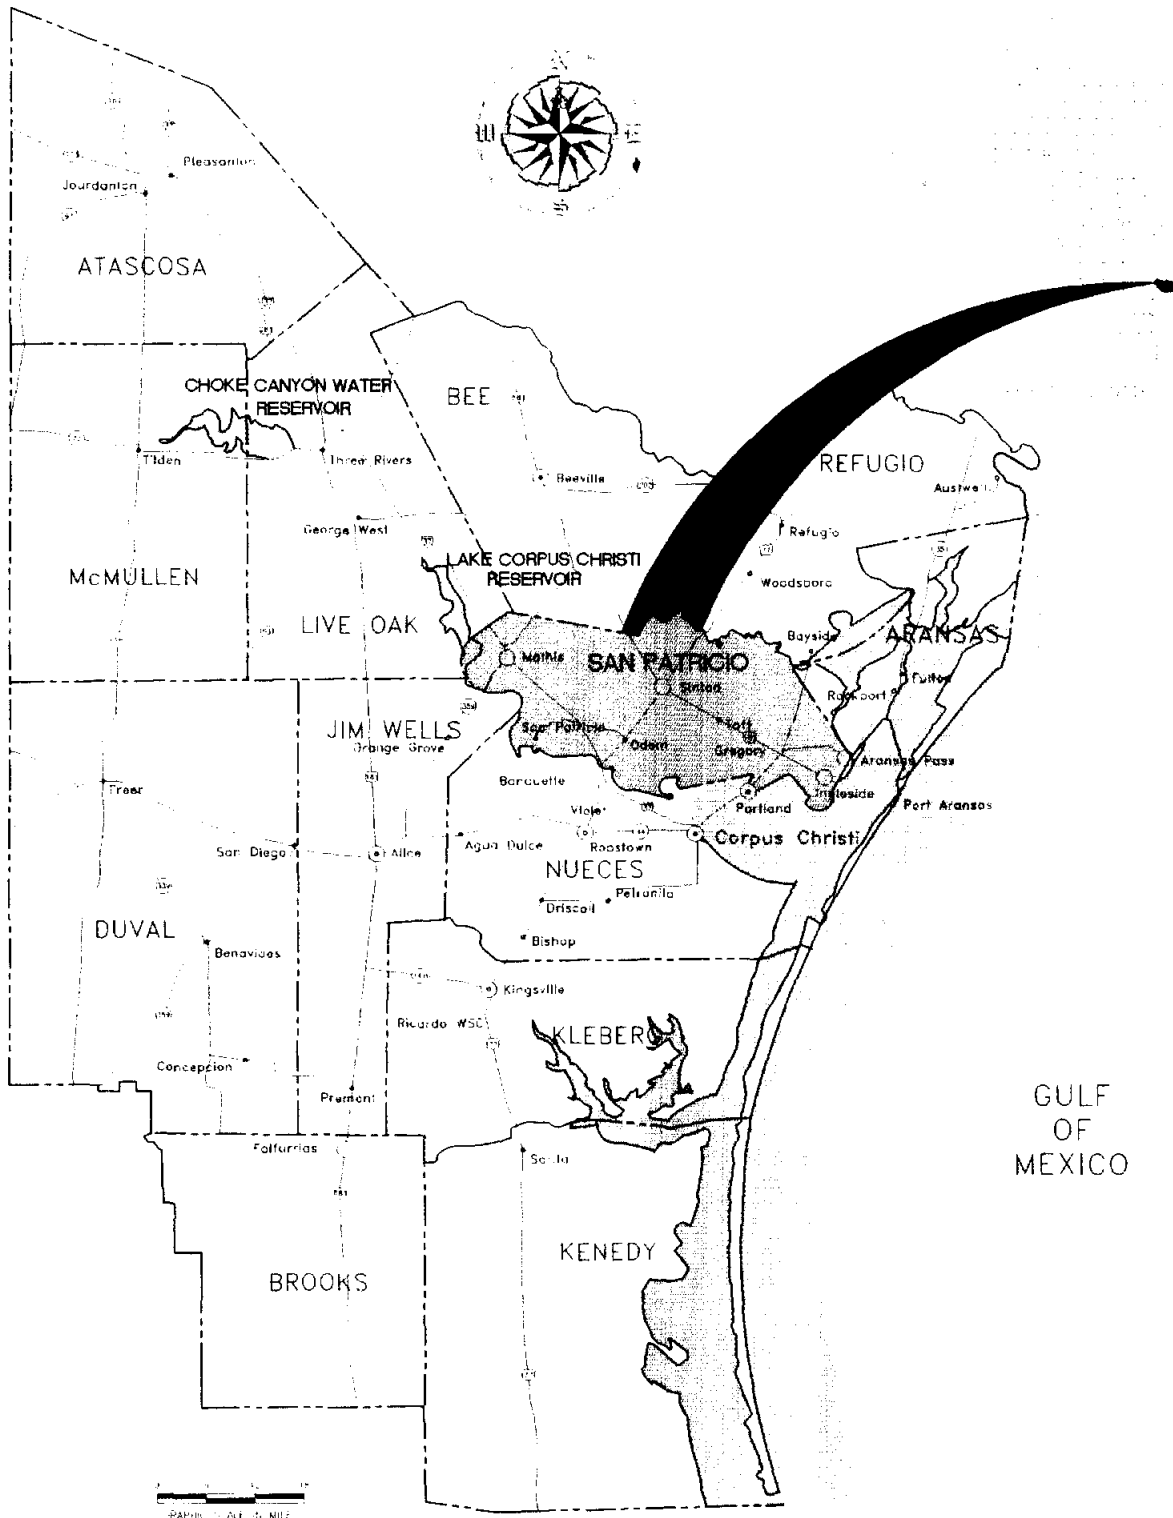 Pleasanton
Jourdanton
ATASCOSA
CHOKE CANYON WATER
RESERVOIR
BEE
REFUGIO
Tilden
Three Rivers
Beeville
George West
Refugio
LAKE CORPUS CHRISTI
RESERVOIR
Woodsboro
McMULLEN
LIVE OAK
Bayside
ARANSAS
Mathis
SAN PATRICIO
Sinton
Rockport
Fulton
JIM WELLS
Orange Grove
San Patricio
Odem
Taft
Gregory
Aransas Pass
Freer
Banquette
Portland
Ingleside
Port Aransas
Violet
San Diego
Alice
Agua Dulce
Corpus Christi
NUECES
Petronila
Driscoll
DUVAL
Bishop
Benavides
Kingsville
Ricardo WSC
KLEBERG
Concepcion
Premont
GULF
OF
MEXICO
Falfurrias
KENEDY
BROOKS